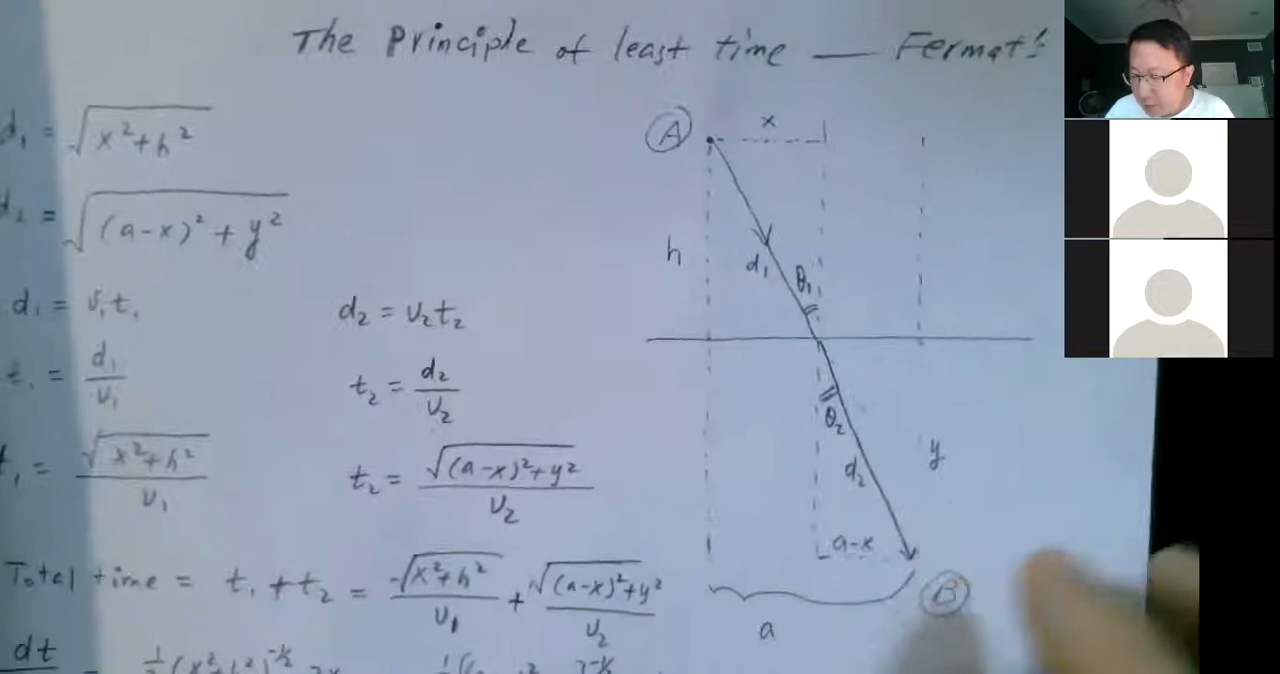 The Principle of least time — Fermat's
d₁ = √(x²+h²)
d₂ = √((a-x)² + y²)
d₁ = v₁t₁
d₂ = v₂t₂
t₁ = d₁/v₁
t₂ = d₂/v₂
t₁ = √(x²+h²)/v₁
t₂ = √((a-x)²+y²)/v₂
Total time = t₁ + t₂ = √(x²+h²)/v₁ + √((a-x)²+y²)/v₂
dt
A
x
h
d₁
θ₁
θ₂
d₂
y
a-x
B
a